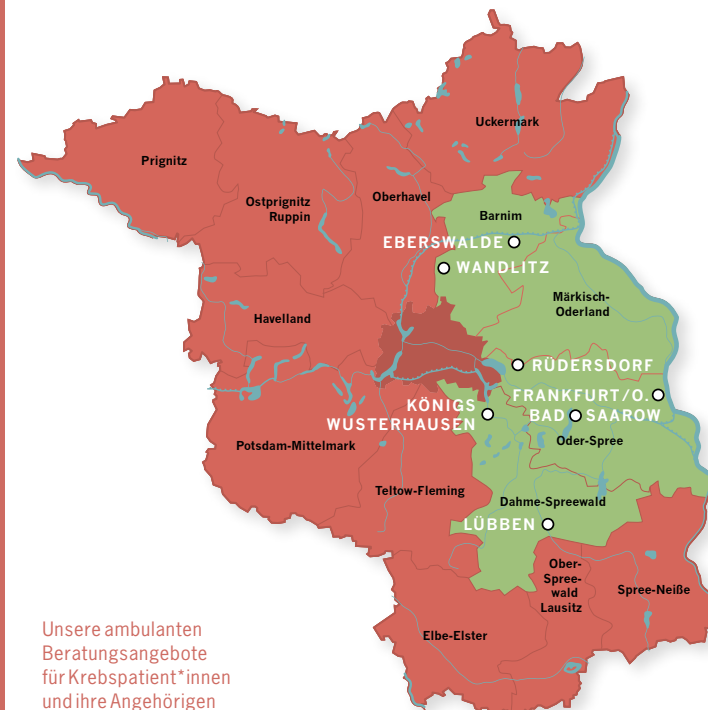 Uckermark
Prignitz
Ostprignitz
Ruppin
Oberhavel
Barnim
EBERSWALDE
WANDLITZ
Märkisch-
Oderland
Havelland
RÜDERSDORF
FRANKFURT/O.
KÖNIGS
WUSTERHAUSEN
BAD SAAROW
Oder-Spree
Potsdam-Mittelmark
Teltow-Fleming
Dahme-Spreewald
LÜBBEN
Ober-
Spree-
wald
Lausitz
Spree-Neiße
Elbe-Elster
Unsere ambulanten
Beratungsangebote
für Krebspatient*innen
und ihre Angehörigen